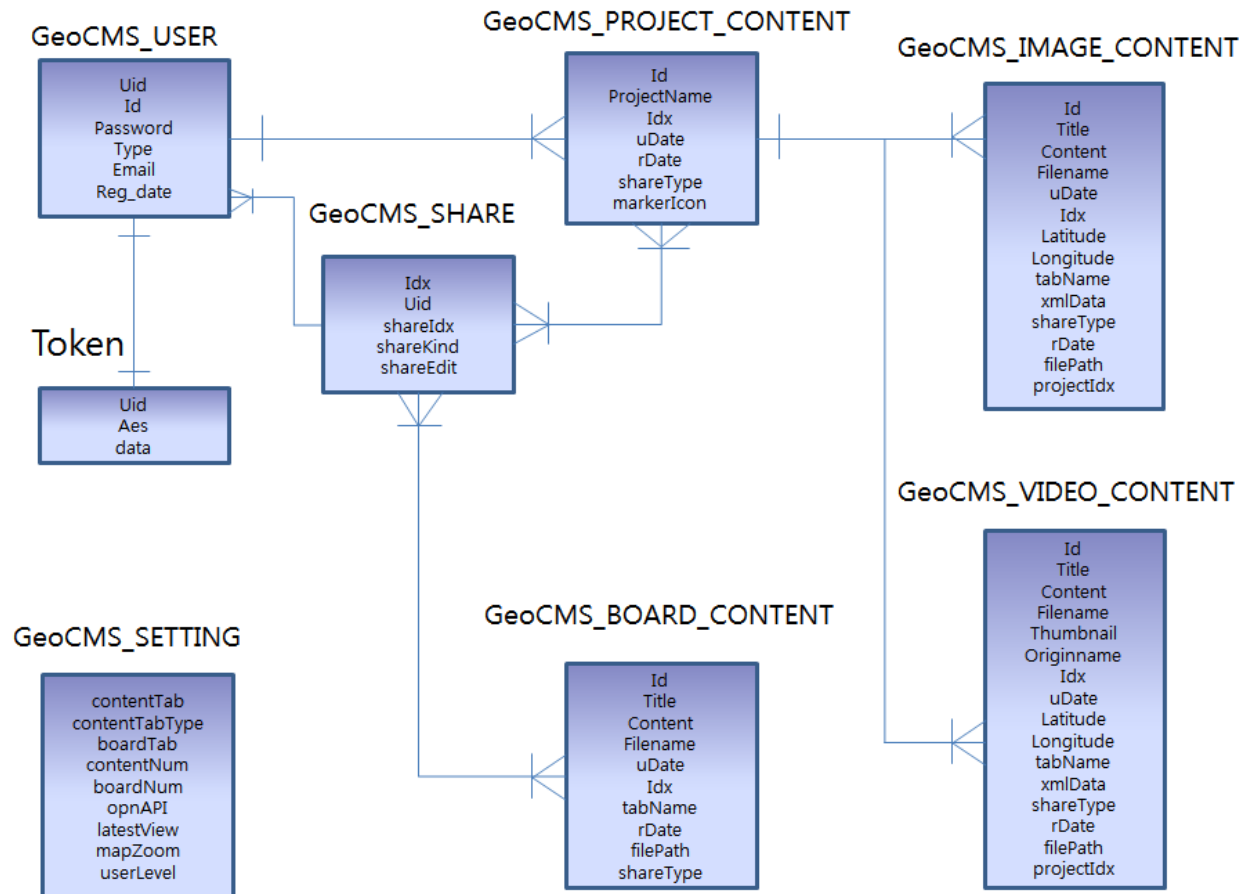 GeoCMS_USER
Uid
Id
Password
Type
Email
Reg_date
GeoCMS_PROJECT_CONTENT
Id
ProjectName
Idx
uDate
rDate
shareType
markerIcon
GeoCMS_IMAGE_CONTENT
Id
Title
Content
Filename
uDate
Idx
Latitude
Longitude
tabName
xmlData
shareType
rDate
filePath
projectIdx
GeoCMS_SHARE
Idx
Uid
shareIdx
shareKind
shareEdit
Token
Uid
Aes
data
GeoCMS_VIDEO_CONTENT
Id
Title
Content
Filename
Thumbnail
Originname
Idx
uDate
Latitude
Longitude
tabName
xmlData
shareType
rDate
filePath
projectIdx
GeoCMS_BOARD_CONTENT
Id
Title
Content
Filename
uDate
Idx
tabName
rDate
filePath
shareType
GeoCMS_SETTING
contentTab
contentTabType
boardTab
contentNum
boardNum
opnAPI
latestView
mapZoom
userLevel